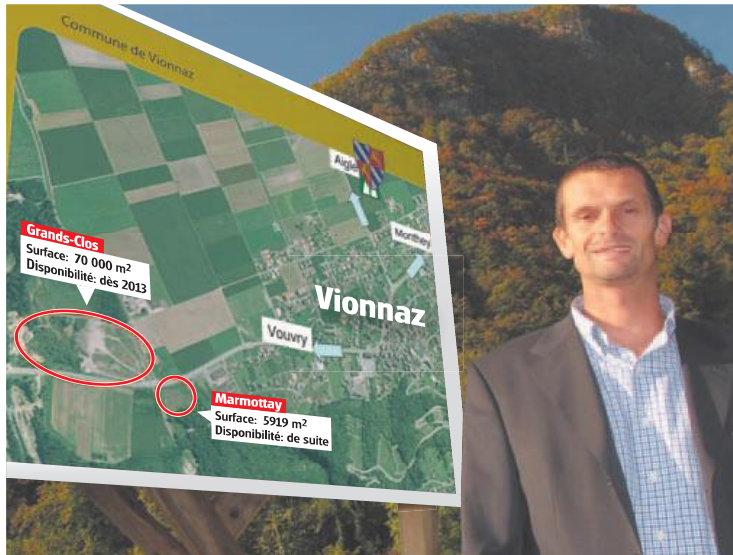 Commune de Vionnaz
Aigle
Monthey
Grands-Clos
Surface: 70 000 m²
Disponibilité: dès 2013
Vionnaz
Vouvry
Marmottay
Surface: 5919 m²
Disponibilité: de suite